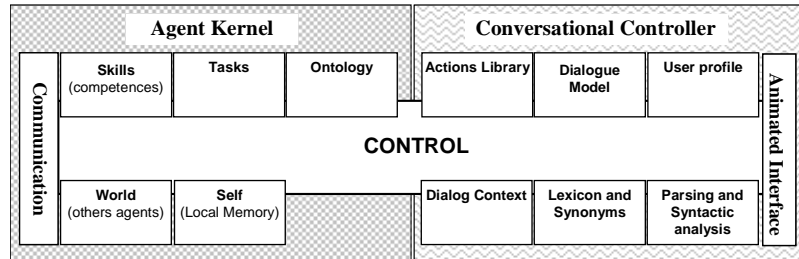 Agent Kernel
Conversational Controller
Communication
Skills
(competences)
Tasks
Ontology
Actions Library
Dialogue
Model
User profile
Animated Interface
CONTROL
World
(others agents)
Self
(Local Memory)
Dialog Context
Lexicon and
Synonyms
Parsing and
Syntactic
analysis